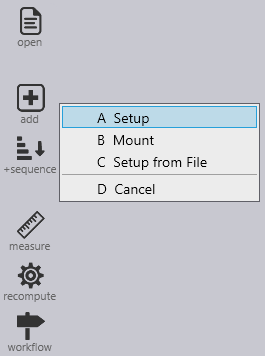 open
add
A Setup
B Mount
+sequence
C Setup from File
D Cancel
measure
recompute
workflow